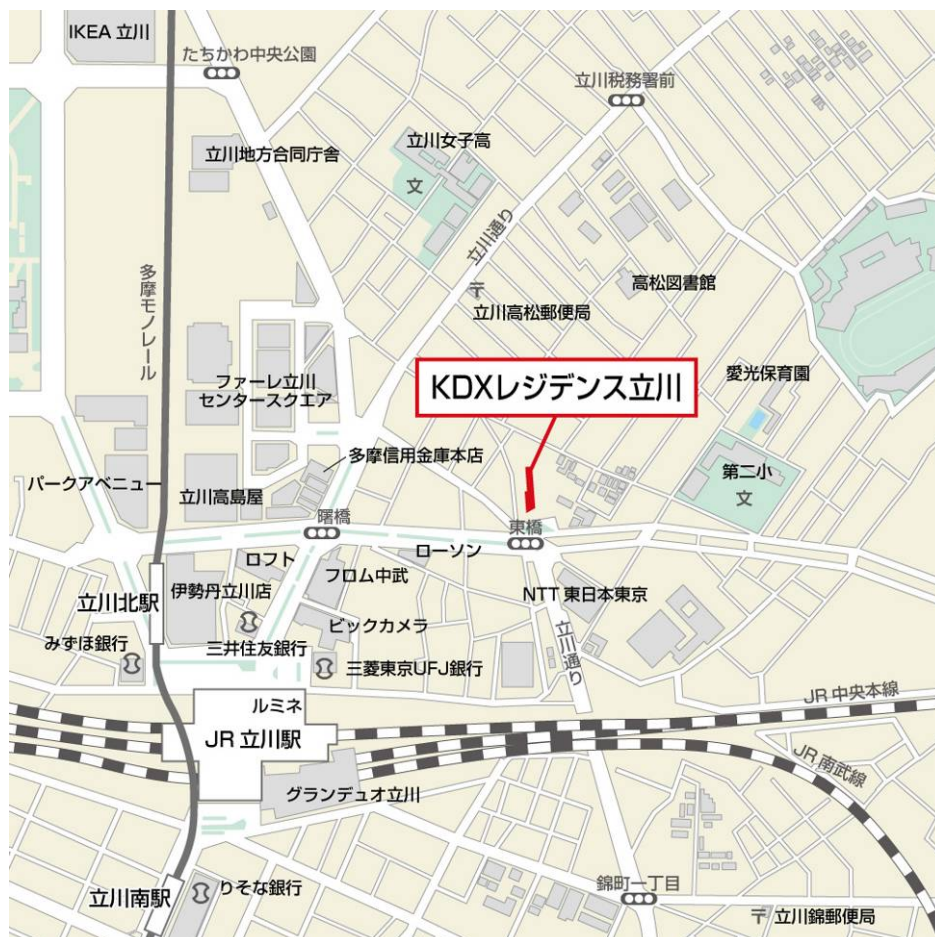 IKEA 立川
たちかわ中央公園
立川税務署前
立川地方合同庁舎
立川女子高
文
立川通り
多摩モノレール
高松図書館
〒
立川高松郵便局
ファーレ立川
センタースクエア
KDXレジデンス立川
愛光保育園
多摩信用金庫本店
パークアベニュー
立川高島屋
第二小
文
曙橋
東橋
ローソン
ロフト
フロム中武
伊勢丹立川店
NTT 東日本東京
立川北駅
ビックカメラ
みずほ銀行
三井住友銀行
三菱東京UFJ銀行
立川通り
ルミネ
JR 中央本線
JR 立川駅
JR 南武線
グランデュオ立川
立川南駅
りそな銀行
錦町一丁目
〒
立川錦郵便局